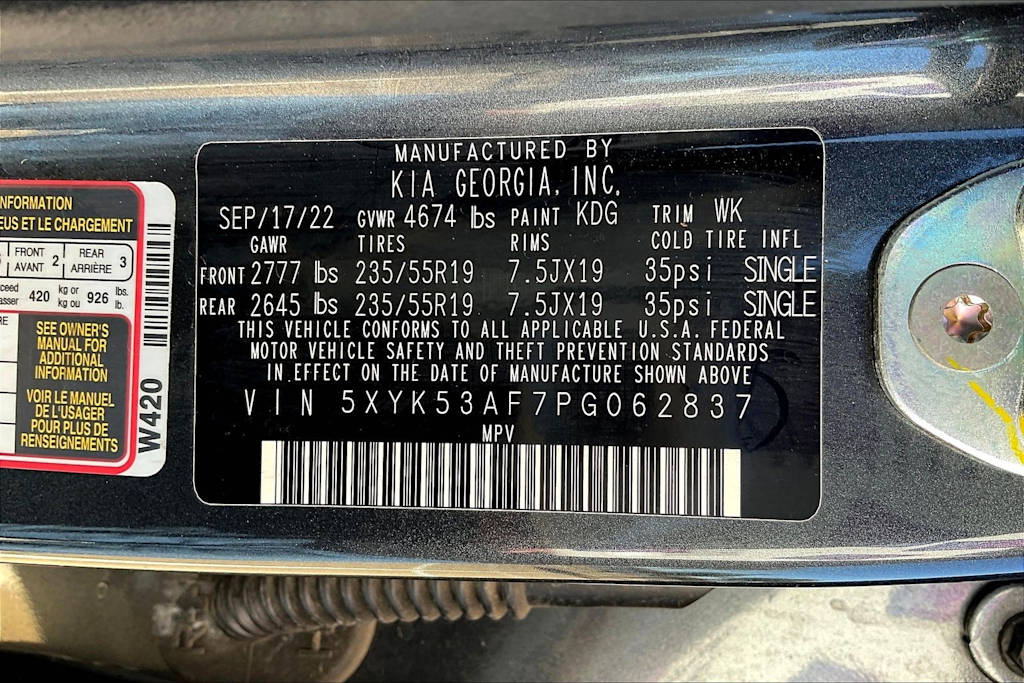 NFORMATION
EUS ET LE CHARGEMENT
FRONT 2 REAR 3
AVANT ARRIÈRE
420 kg or 926 lbs.
kg ou lb.
SEE OWNER'S
MANUAL FOR
ADDITIONAL
INFORMATION
VOIR LE MANUEL
DE L'USAGER
POUR PLUS DE
RENSEIGNEMENTS
W420
MANUFACTURED BY
KIA GEORGIA, INC.
SEP/17/22 GVWR 4674 lbs PAINT KDG TRIM WK
GAWR TIRES RIMS COLD TIRE INFL
FRONT 2777 lbs 235/55R19 7.5JX19 35psi SINGLE
REAR 2645 lbs 235/55R19 7.5JX19 35psi SINGLE
THIS VEHICLE CONFORMS TO ALL APPLICABLE U.S.A. FEDERAL
MOTOR VEHICLE SAFETY AND THEFT PREVENTION STANDARDS
IN EFFECT ON THE DATE OF MANUFACTURE SHOWN ABOVE
VIN 5XYK53AF7PG062837
MPV